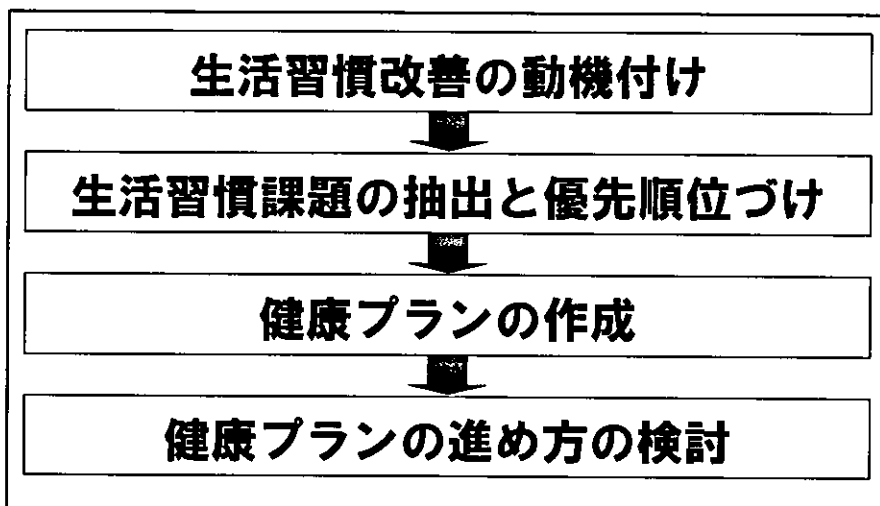 生活習慣改善の動機付け
生活習慣課題の抽出と優先順位づけ
健康プランの作成
健康プランの進め方の検討